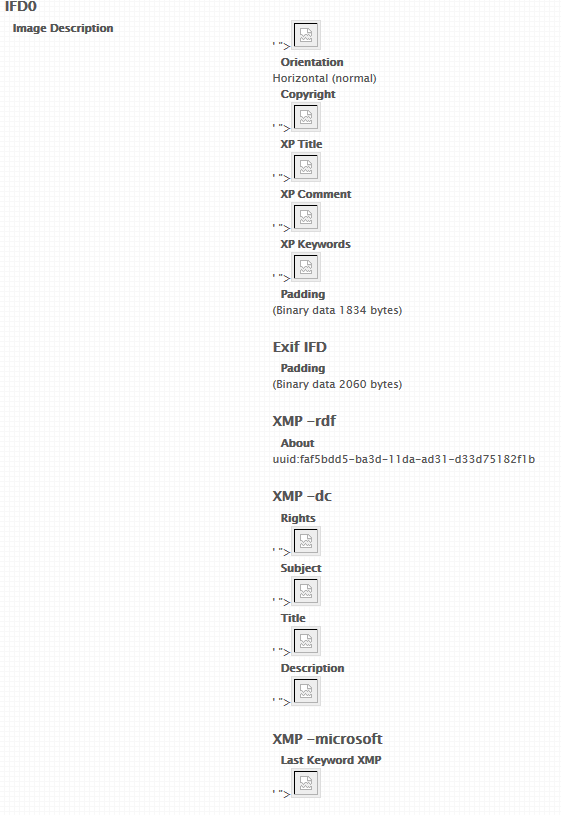 IFD0
Image Description
' ">
Orientation
Horizontal (normal)
Copyright
' ">
XP Title
' ">
XP Comment
' ">
XP Keywords
' ">
Padding
(Binary data 1834 bytes)
Exif IFD
Padding
(Binary data 2060 bytes)
XMP -rdf
About
uuid:faf5bdd5-ba3d-11da-ad31-d33d75182f1b
XMP -dc
Rights
' ">
Subject
' ">
Title
' ">
Description
' ">
XMP -microsoft
Last Keyword XMP
' ">